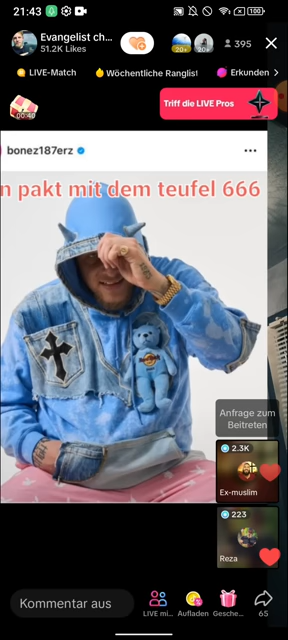 21:43
100
Evangelist ch...
51.2K Likes
20+
20+
395
LIVE-Match
Wöchentliche Ranglist
Erkunden
00:40
Triff die LIVE Pros
bonez187erz
n pakt mit dem teufel 666
Anfrage zum
Beitreten
2.3K
Ex-muslim
223
Reza
Kommentar aus
LIVE mi...
Aufladen
Gesche...
65